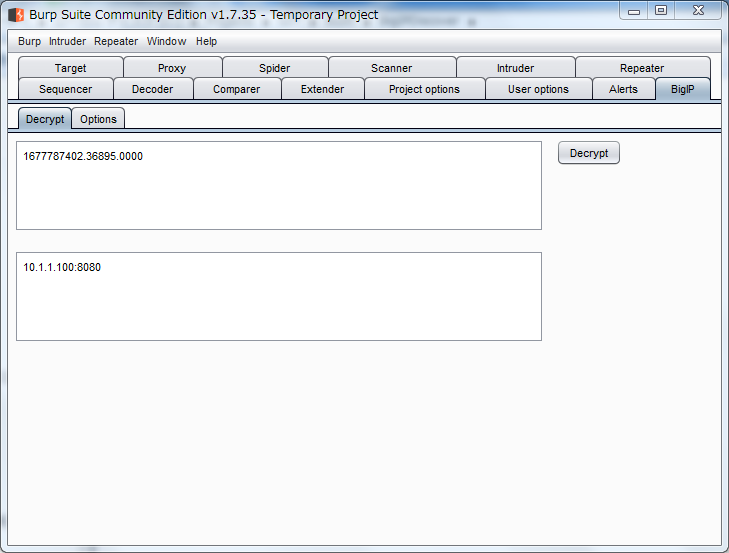 Burp Suite Community Edition v1.7.35 - Temporary Project
Burp Intruder Repeater Window Help
Target Proxy Spider Scanner Intruder Repeater
Sequencer Decoder Comparer Extender Project options User options Alerts BigIP
Decrypt Options
1677787402.36895.0000 Decrypt
10.1.1.100:8080